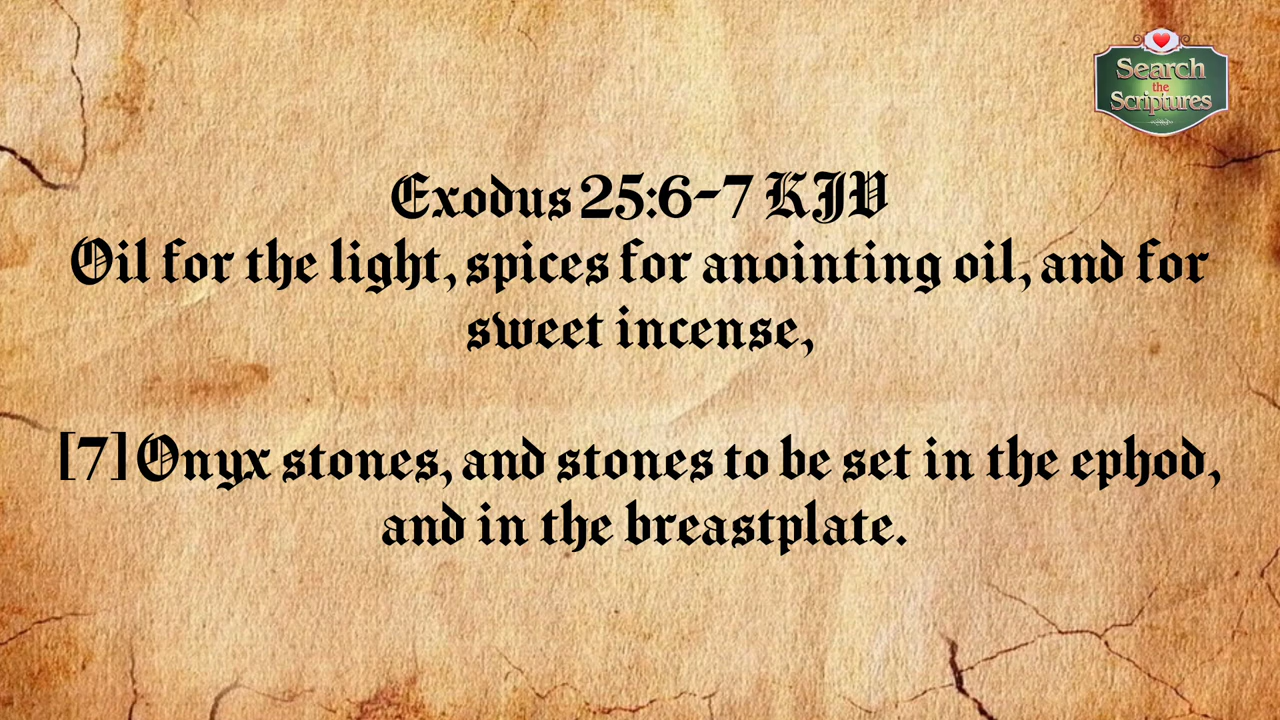 Search
the
Scriptures
Exodus 25:6-7 KJV
Oil for the light, spices for anointing oil, and for
sweet incense,
[7] Onyx stones, and stones to be set in the ephod,
and in the breastplate.